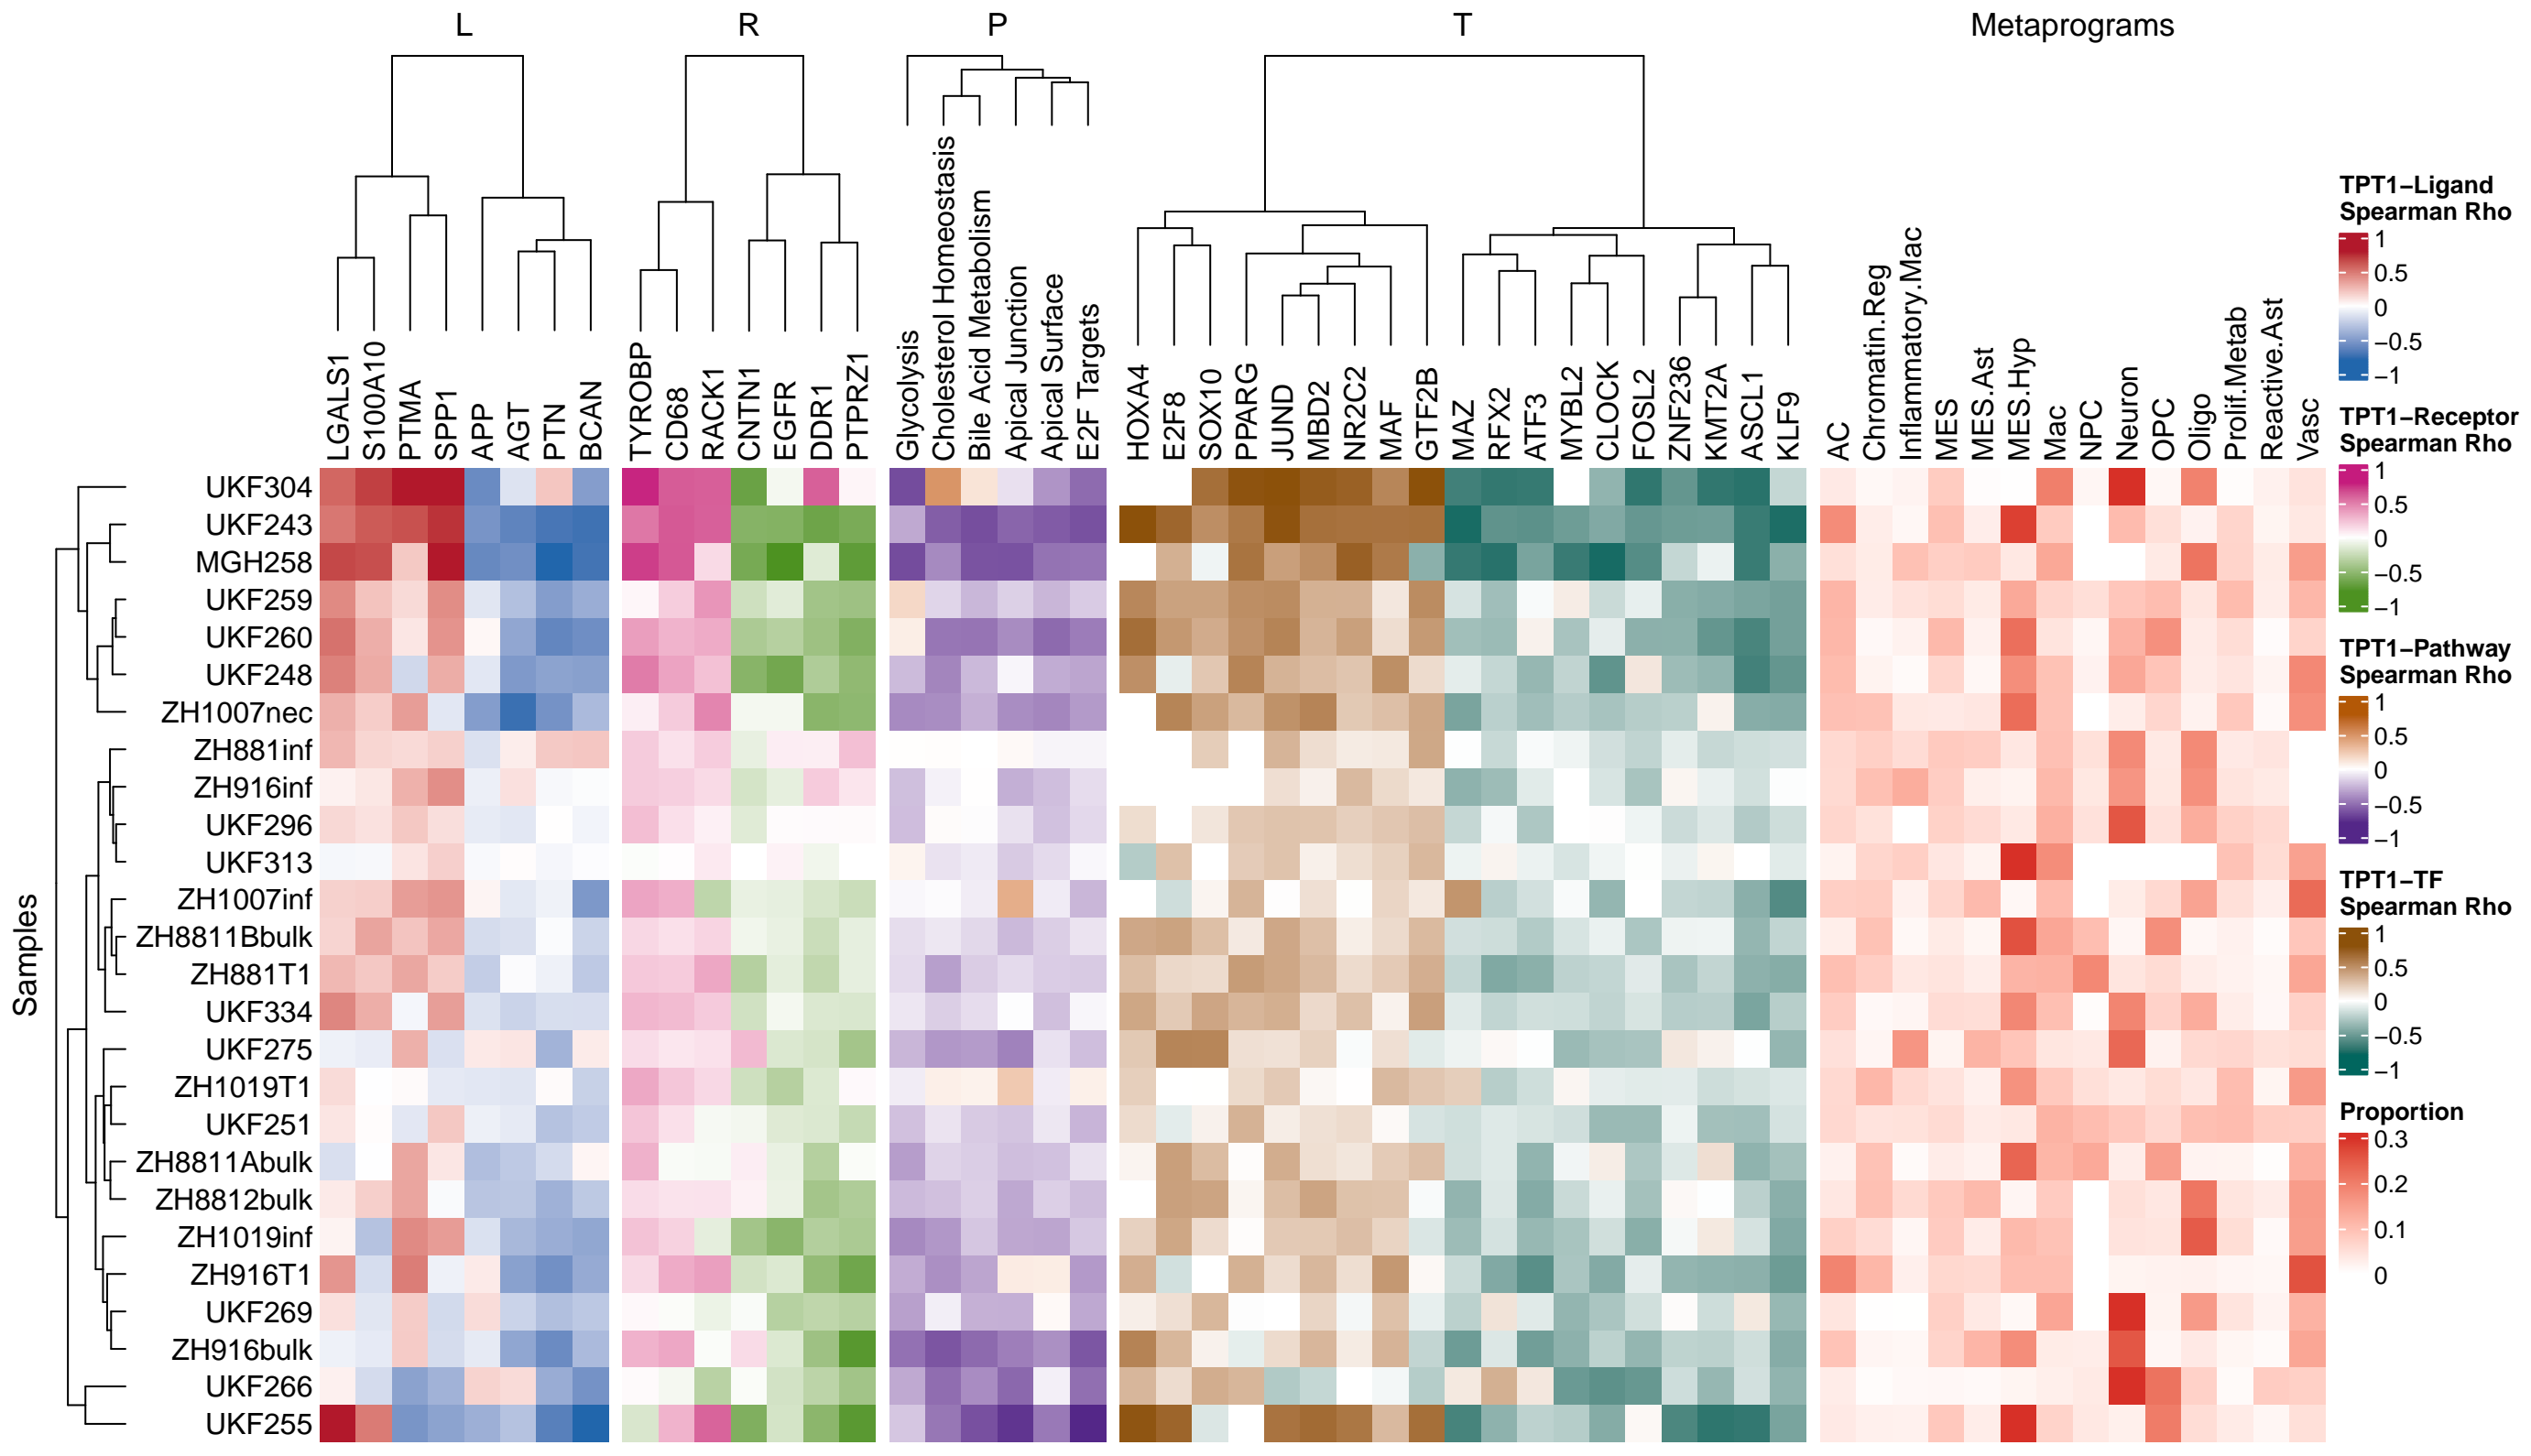 L
R
P
T
Metaprograms
LGALS1
S100A10
PTMA
SPP1
APP
AGT
PTN
BCAN
TYROBP
CD68
RACK1
CNTN1
EGFR
DDR1
PTPRZ1
Glycolysis
Cholesterol Homeostasis
Bile Acid Metabolism
Apical Junction
Apical Surface
E2F Targets
HOXA4
E2F8
SOX10
PPARG
JUND
MBD2
NR2C2
MAF
GTF2B
MAZ
RFX2
ATF3
MYBL2
CLOCK
FOSL2
ZNF236
KMT2A
ASCL1
KLF9
AC
Chromatin.Reg
Inflammatory.Mac
MES
MES.Ast
MES.Hyp
Mac
NPC
Neuron
OPC
Oligo
Prolif.Metab
Reactive.Ast
Vasc
Samples
UKF304
UKF243
MGH258
UKF259
UKF260
UKF248
ZH1007nec
ZH881inf
ZH916inf
UKF296
UKF313
ZH1007inf
ZH8811Bbulk
ZH881T1
UKF334
UKF275
ZH1019T1
UKF251
ZH8811Abulk
ZH8812bulk
ZH1019inf
ZH916T1
UKF269
ZH916bulk
UKF266
UKF255
TPT1−Ligand
Spearman Rho
1
0.5
0
−0.5
−1
TPT1−Receptor
Spearman Rho
1
0.5
0
−0.5
−1
TPT1−Pathway
Spearman Rho
1
0.5
0
−0.5
−1
TPT1−TF
Spearman Rho
1
0.5
0
−0.5
−1
Proportion
0.3
0.2
0.1
0